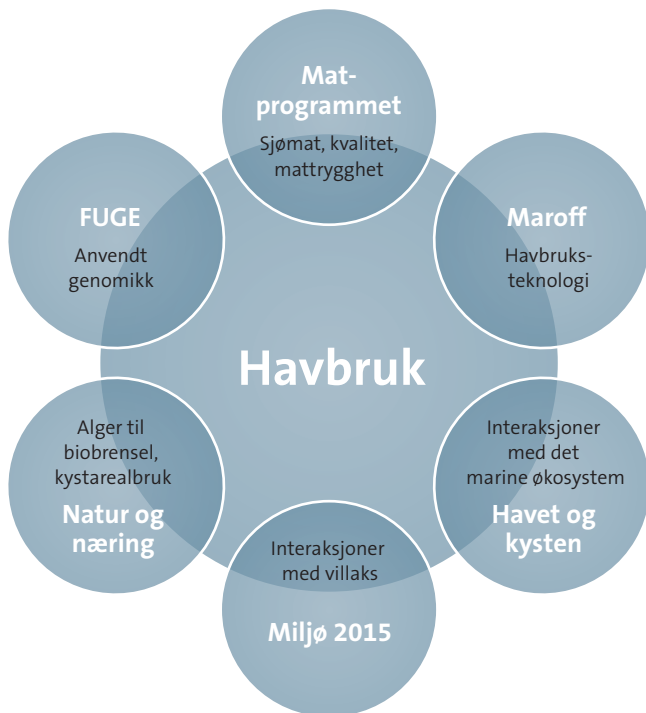 Mat-
programmet
Sjømat, kvalitet,
mattrygghet
FUGE
Anvendt
genomikk
Maroff
Havbruks-
teknologi
Havbruk
Alger til
biobrensel,
kystarealbruk
Natur og
næring
Interaksjoner
med det
marine økosystem
Havet og
kysten
Interaksjoner
med villaks
Miljø 2015